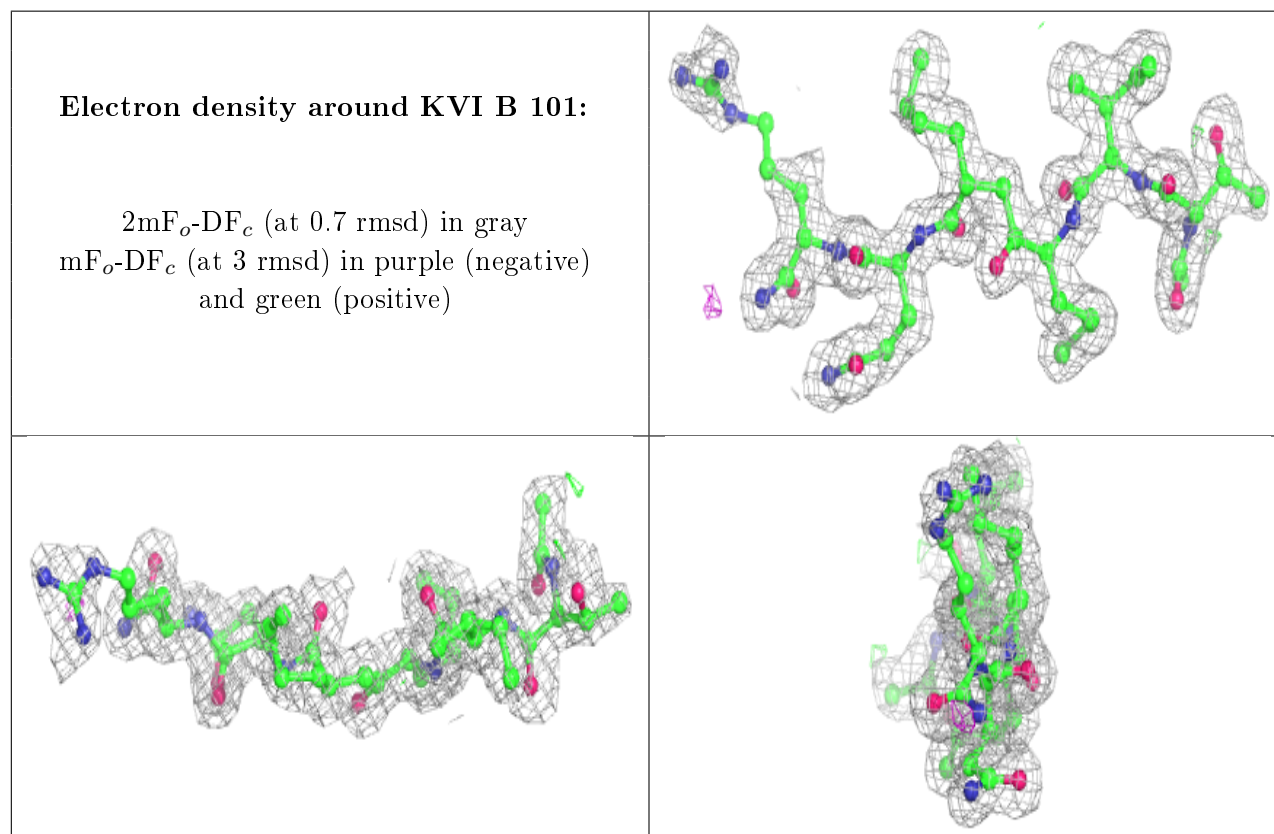 Electron density around KVI B 101:
2mFo-DFc (at 0.7 rmsd) in gray
mFo-DFc (at 3 rmsd) in purple (negative)
and green (positive)